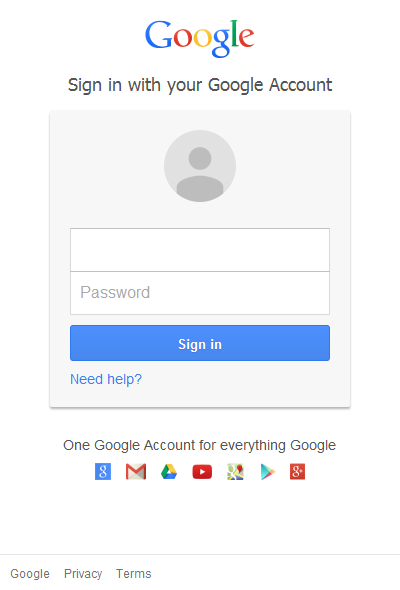 Google
Sign in with your Google Account
Password
Sign in
Need help?
One Google Account for everything Google
Google Privacy Terms